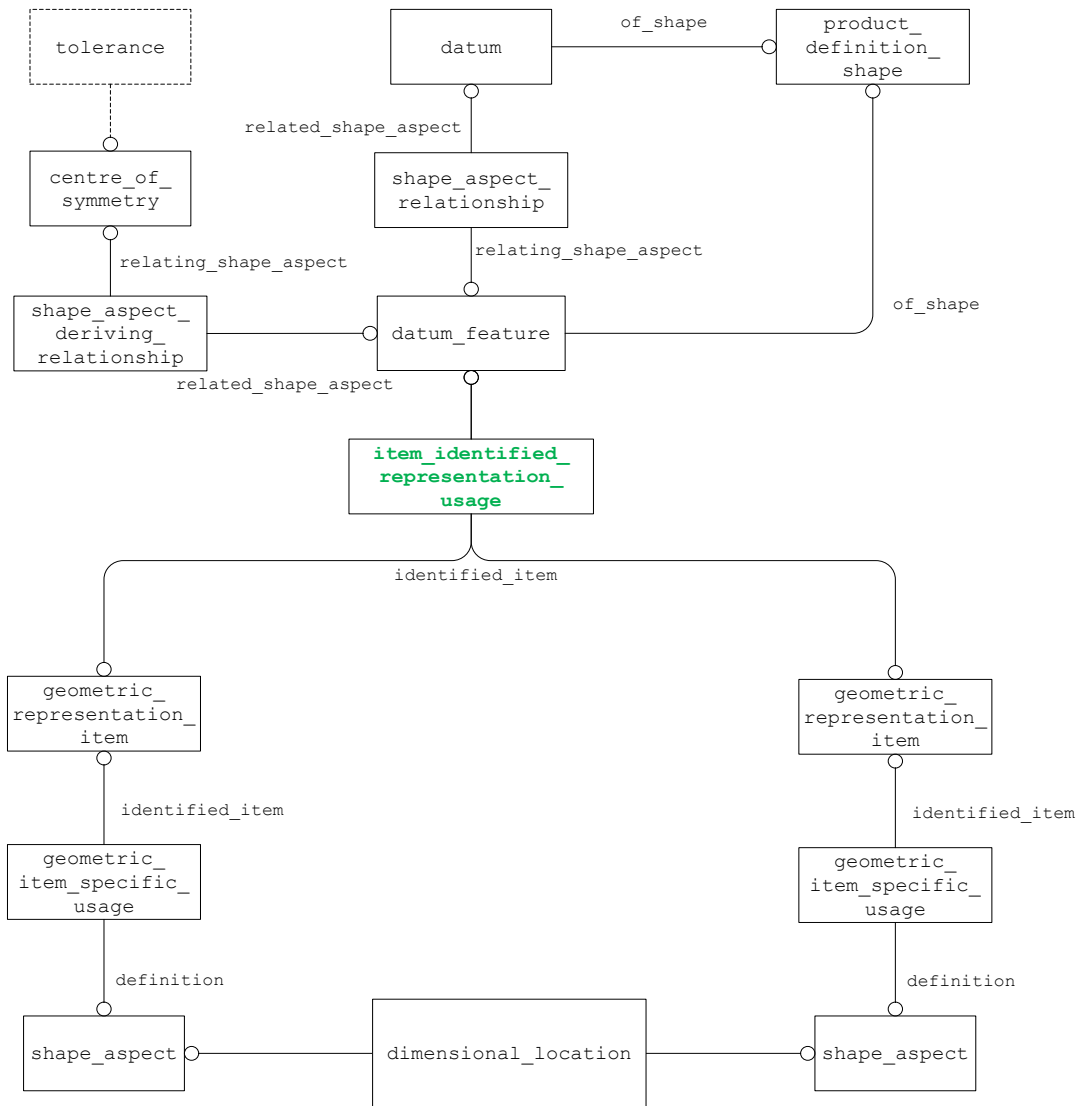 of_shape
tolerance
datum
product_
definition_
shape
related_shape_aspect
centre_of_
symmetry
shape_aspect_
relationship
relating_shape_aspect
relating_shape_aspect
shape_aspect_
deriving_
relationship
datum_feature
of_shape
related_shape_aspect
item_identified_
representation_
usage
identified_item
geometric_
representation_
item
geometric_
representation_
item
identified_item
identified_item
geometric_
item_specific_
usage
geometric_
item_specific_
usage
definition
definition
shape_aspect
dimensional_location
shape_aspect